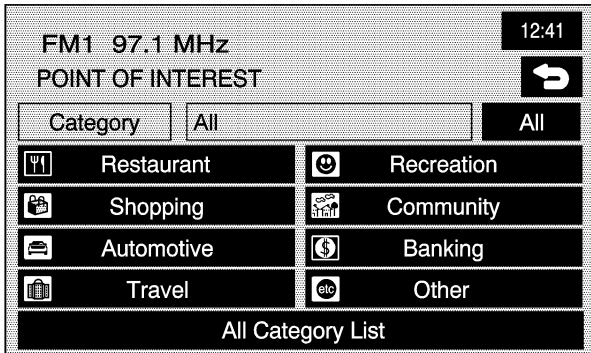 12:41
FM1 97.1 MHz
POINT OF INTEREST
Category All All
Restaurant Recreation
Shopping Community
Automotive $ Banking
Travel etc Other
All Category List